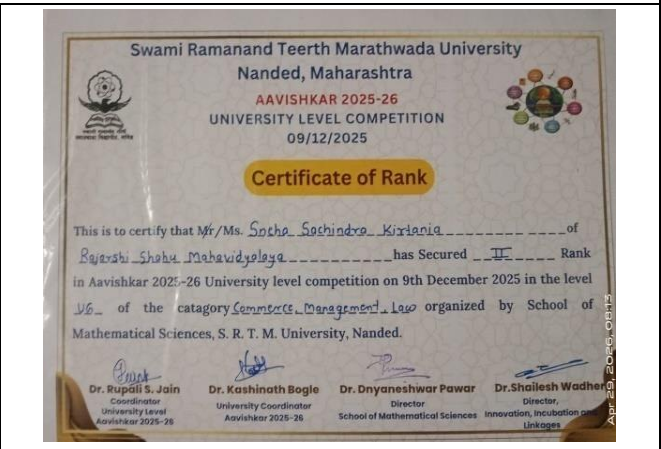 Swami Ramanand Teerth Marathwada University
Nanded, Maharashtra
AAVISHKAR 2025-26
UNIVERSITY LEVEL COMPETITION
09/12/2025
Certificate of Rank
This is to certify that Mr/Ms. Sachindra Kirtania of
Rajarshi Shahu Mahavidyalaya has Secured II Rank
in Aavishkar 2025-26 University level competition on 9th December 2025 in the level
UG of the catagory Commerce, Management, Law organized by School of
Mathematical Sciences, S. R. T. M. University, Nanded.
Dr. Rupali S. Jain
Coordinator
University Level
Aavishkar 2025-26
Dr. Kashinath Bogle
University Coordinator
Aavishkar 2025-26
Dr. Dnyaneshwar Pawar
Director
School of Mathematical Sciences
Dr.Shailesh Wadher
Director,
Innovation, Incubation and
Linkages
Apr 29, 2026, 08:13